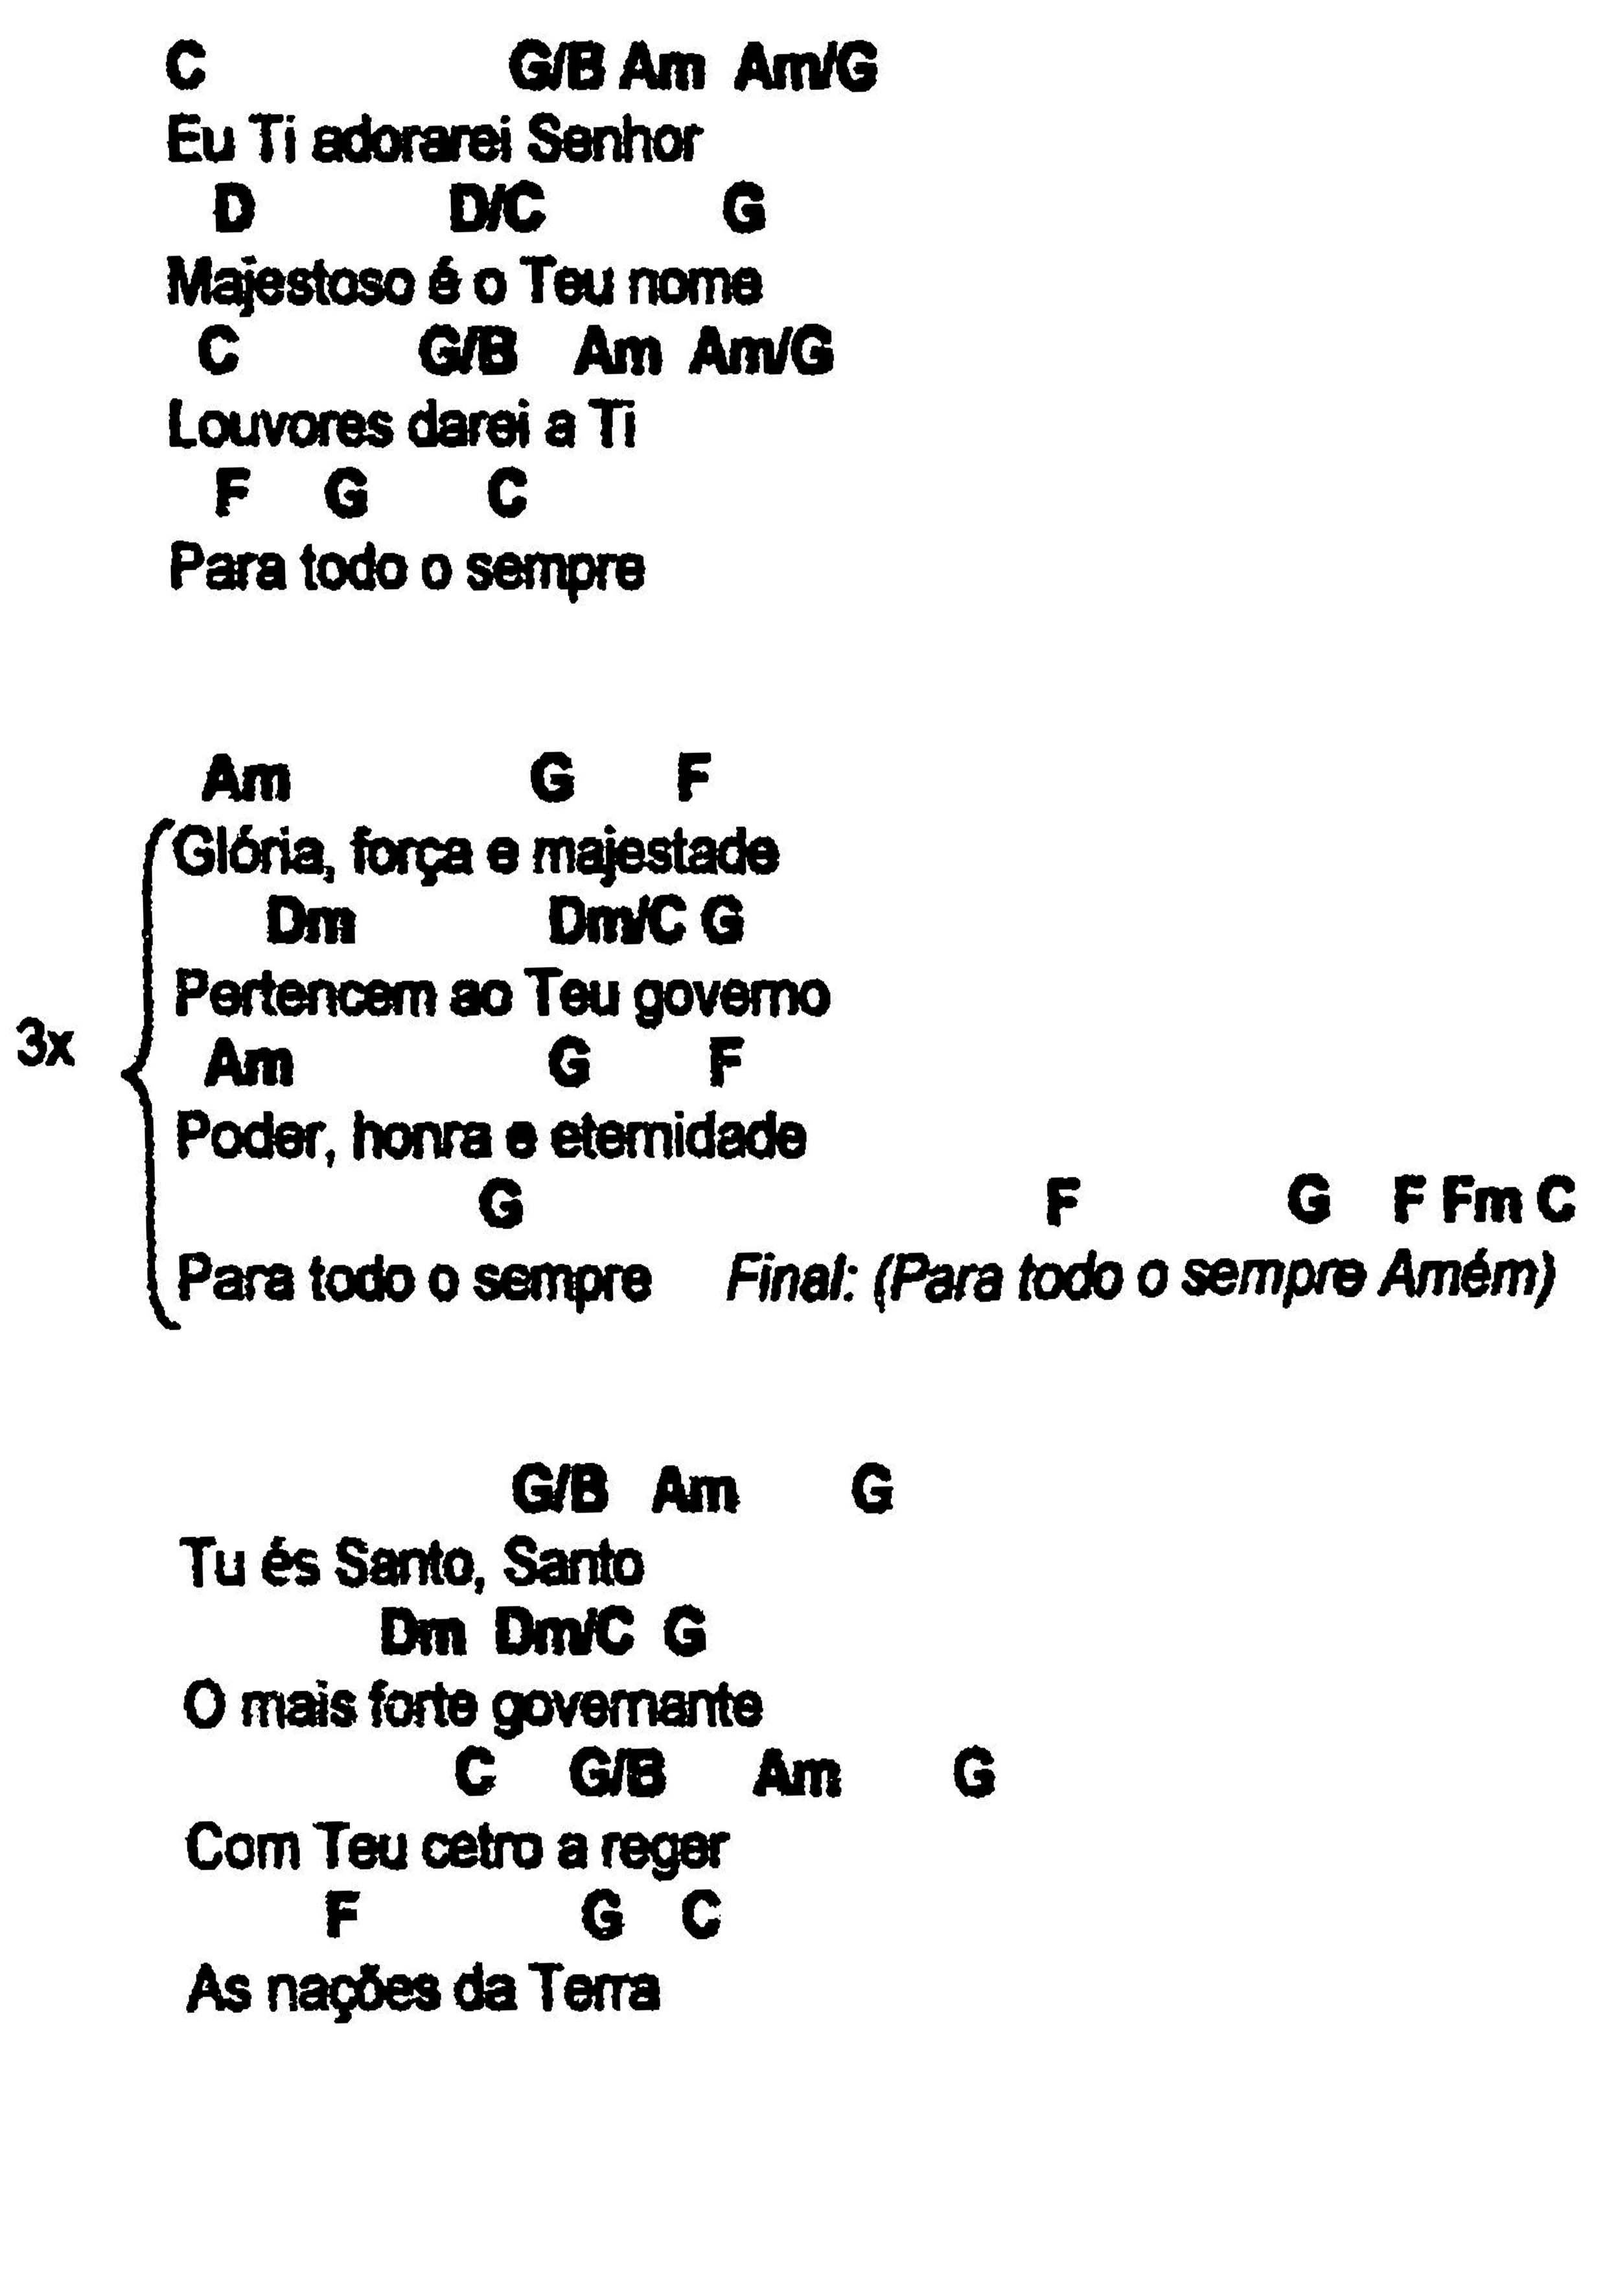 C G/B Am Am/G
Eu Ti adorarei Senhor
D D/C G
Majestoso é o Teu nome
C G/B Am Am/G
Louvores darei a Ti
F G C
Para todo o sempre
Am G F
Glória, força e majestade
Dm Dm/C G
Pertencem ao Teu governo
3x
Am G F
Poder, honra e eternidade
G F G F Fm C
Para todo o sempre Final: (Para todo o sempre Amém)
G/B Am G
Tu és Santo, Santo
Dm Dm/C G
O mais forte governante
C G/B Am G
Com Teu cetro a reger
F G C
As nações da Terra